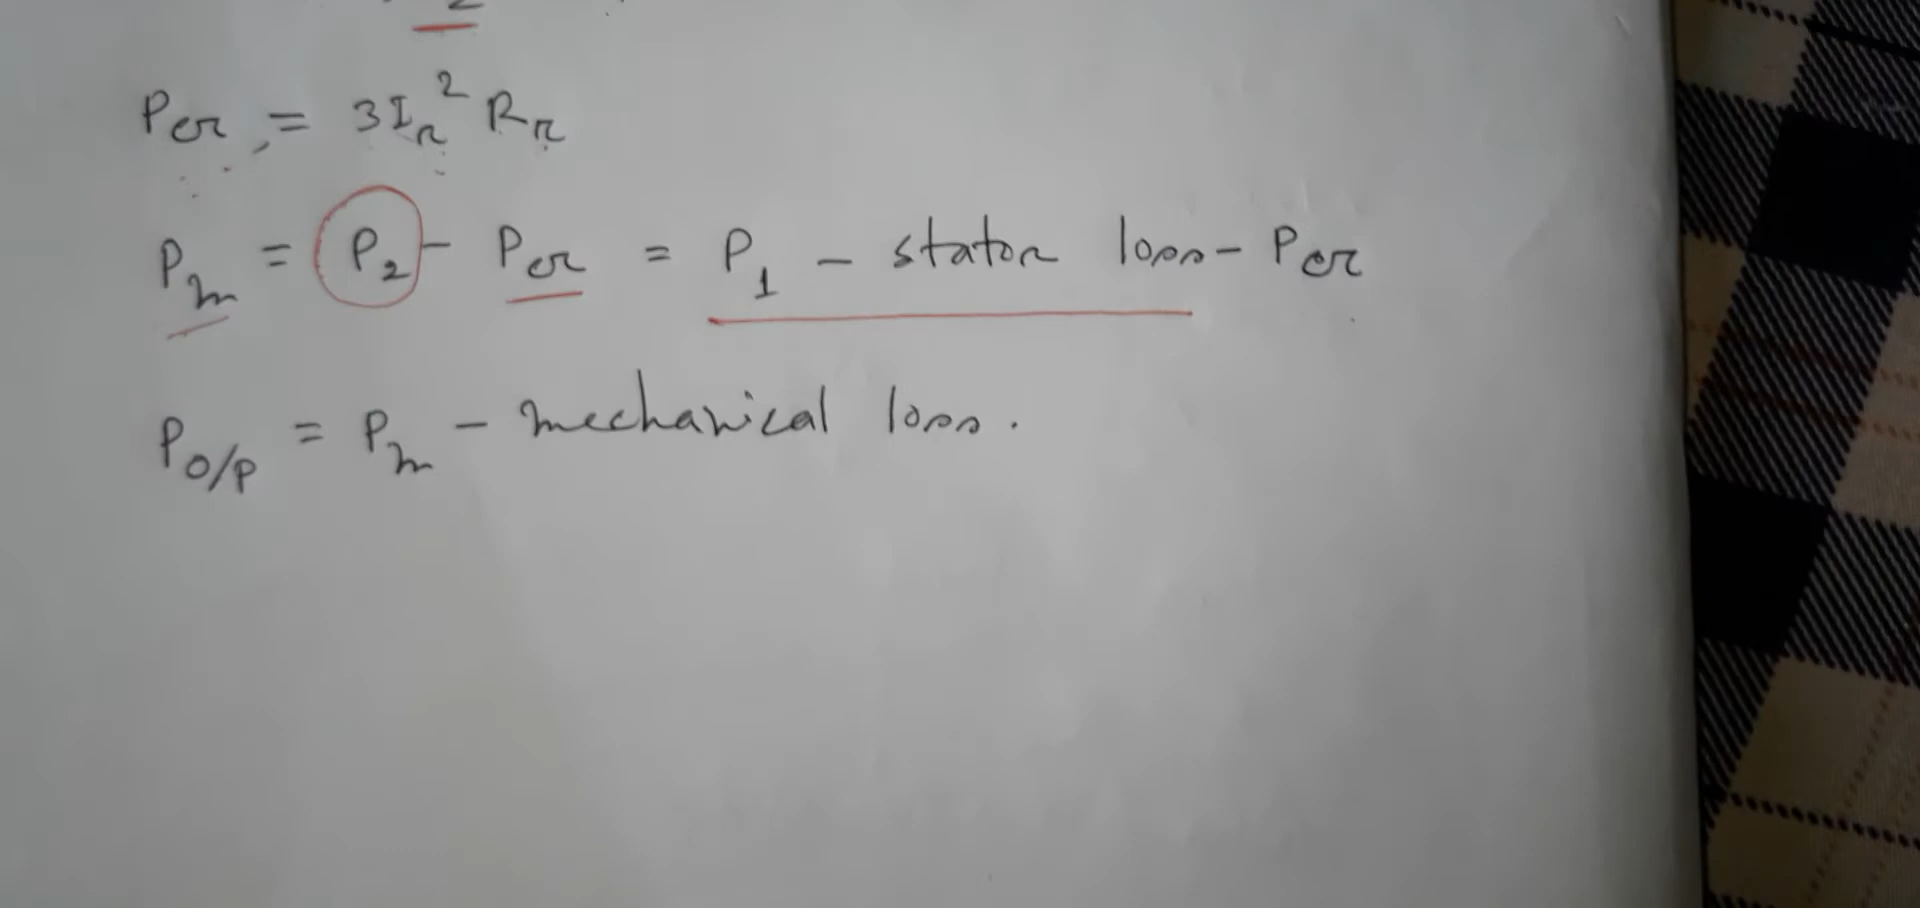 Pcr = 3Ir² Rr
Pm = P2 - Pcr = P1 - stator loss - Pcr
Po/p = Pm - mechanical loss.